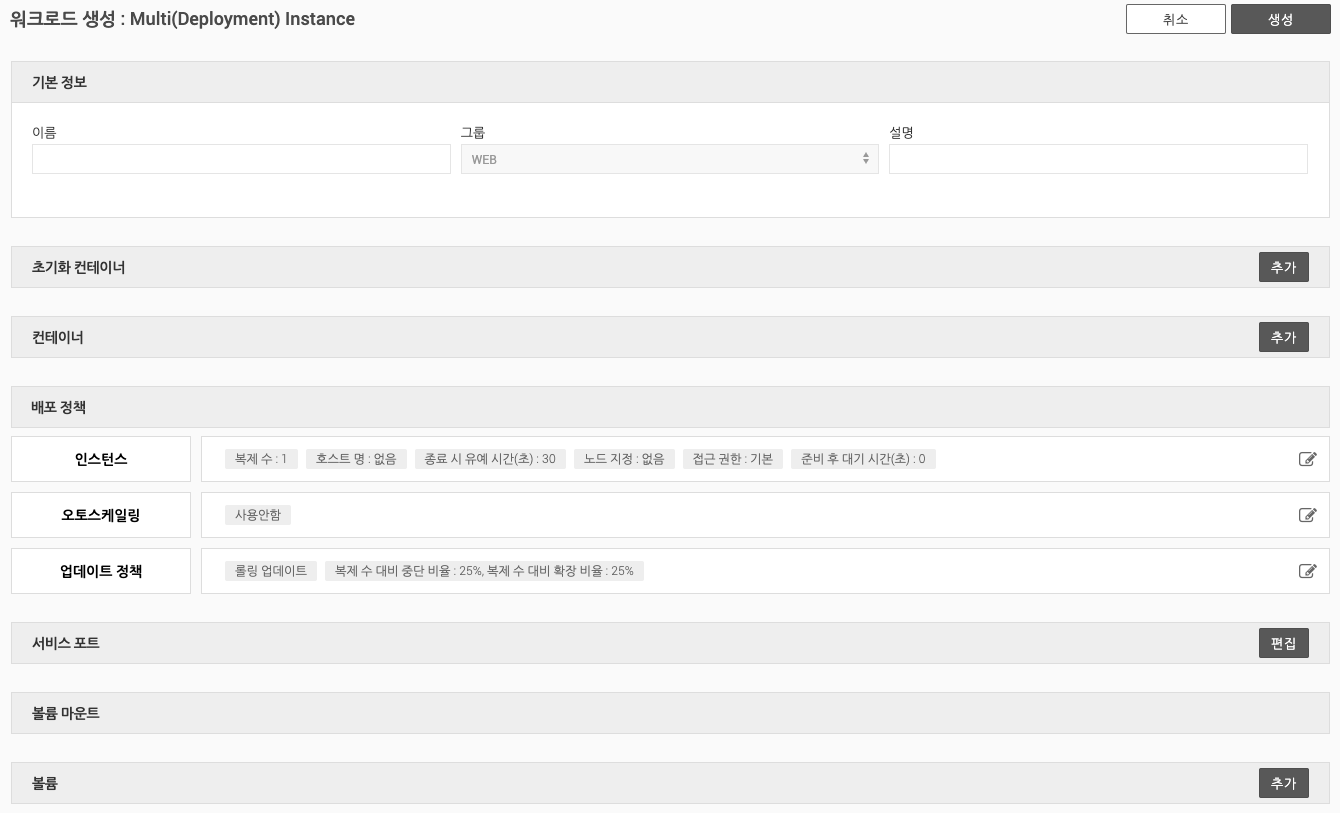 워크로드 생성 : Multi(Deployment) Instance 취소 생성
기본 정보
이름 그룹 설명
WEB
초기화 컨테이너 추가
컨테이너 추가
배포 정책
인스턴스 복제 수 : 1 호스트 명 : 없음 종료 시 유예 시간(초) : 30 노드 지정 : 없음 접근 권한 : 기본 준비 후 대기 시간(초) : 0
오토스케일링 사용안함
업데이트 정책 롤링 업데이트 복제 수 대비 중단 비율 : 25%, 복제 수 대비 확장 비율 : 25%
서비스 포트 편집
볼륨 마운트
볼륨 추가